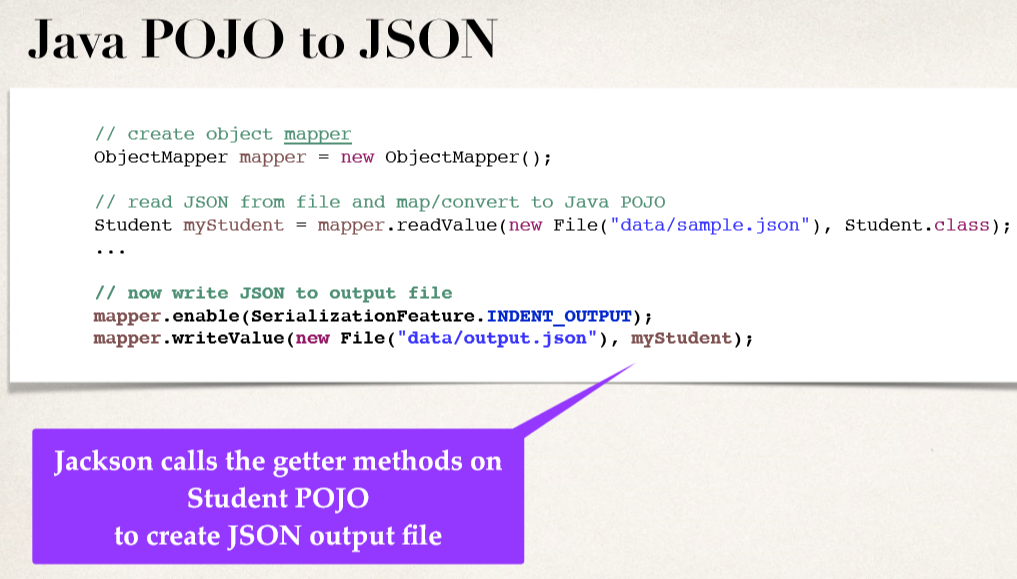 Java POJO to JSON
// create object mapper
ObjectMapper mapper = new ObjectMapper();
// read JSON from file and map/convert to Java POJO
Student myStudent = mapper.readValue(new File("data/sample.json"), Student.class);
...
// now write JSON to output file
mapper.enable(SerializationFeature.INDENT_OUTPUT);
mapper.writeValue(new File("data/output.json"), myStudent);
Jackson calls the getter methods on
Student POJO
to create JSON output file